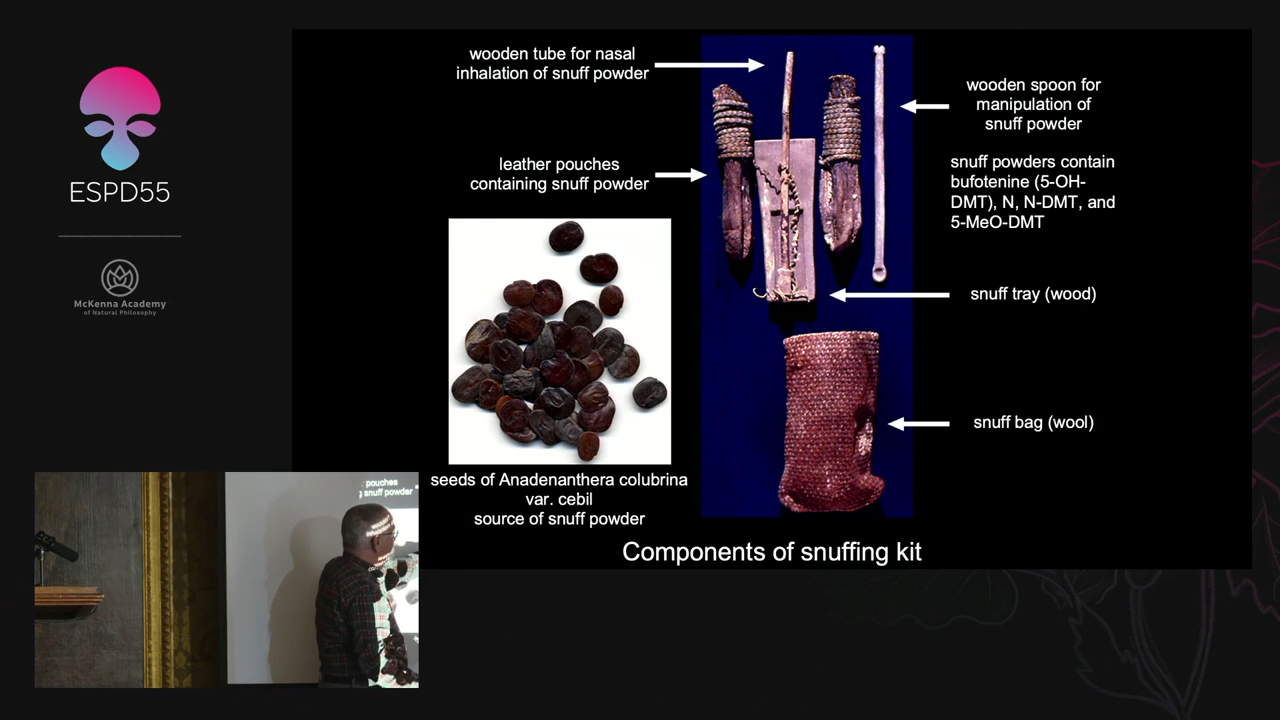 ESPD55
McKenna Academy
of Natural Philosophy
wooden tube for nasal
inhalation of snuff powder
leather pouches
containing snuff powder
wooden spoon for
manipulation of
snuff powder
snuff powders contain
bufotenine (5-OH-
DMT), N, N-DMT, and
5-MeO-DMT
snuff tray (wood)
snuff bag (wool)
seeds of Anadenanthera colubrina
var. cebil
source of snuff powder
Components of snuffing kit
pouches
snuff powder